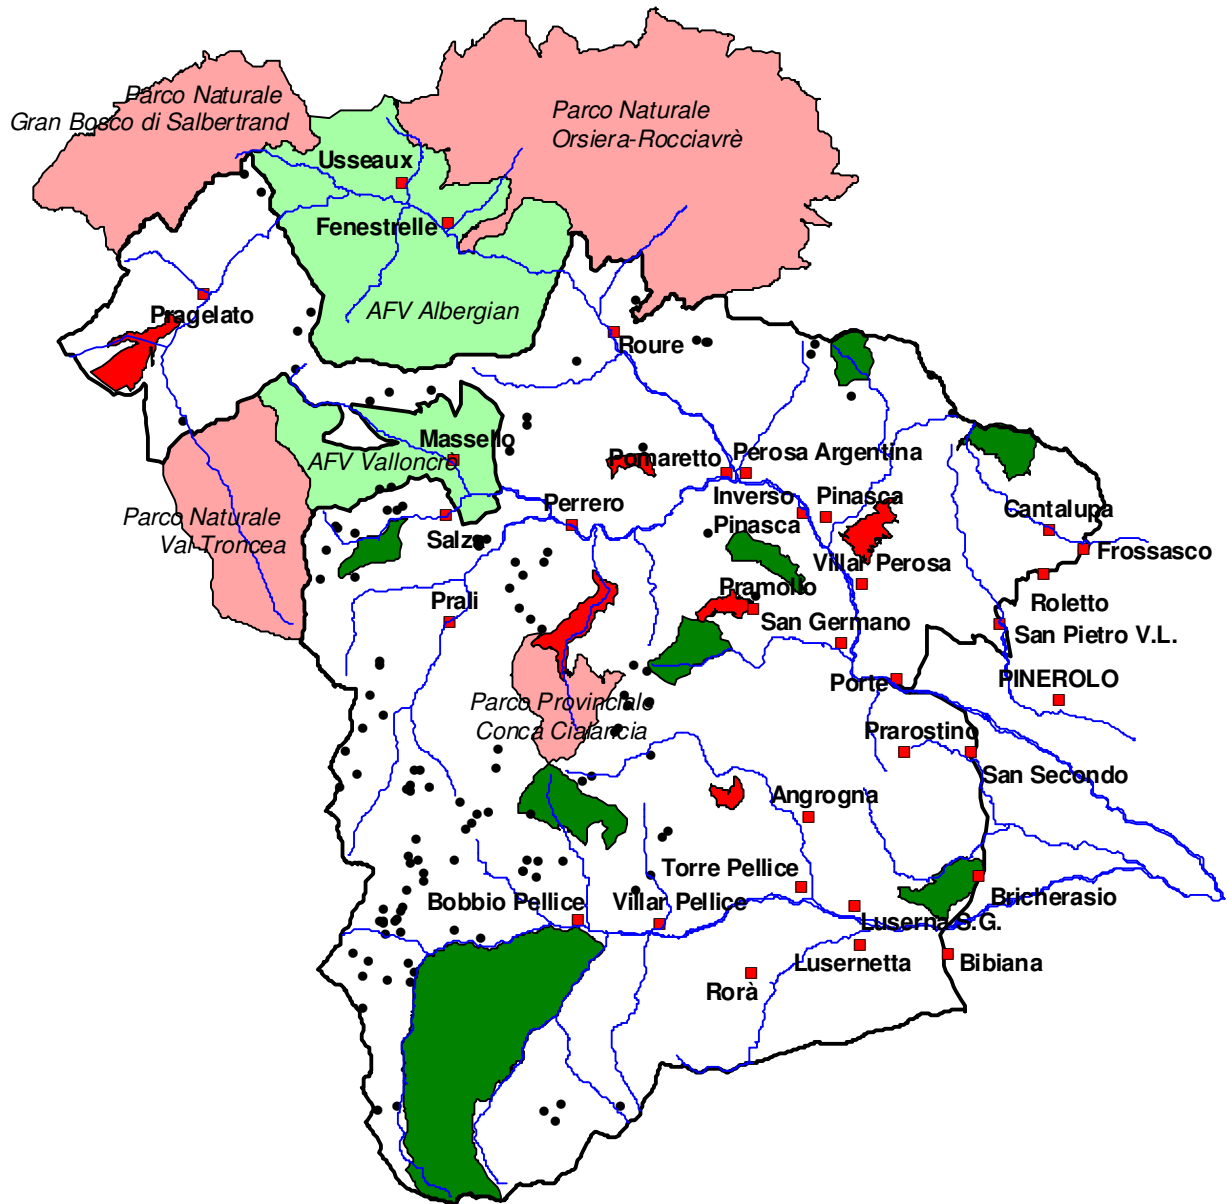 Parco Naturale
Gran Bosco di Salbertrand
Parco Naturale
Orsiera-Rocciavrè
Usseaux
Fenestrelle
AFV Albergian
Pragelato
Roure
Massello
AFV Valloncrò
Pomaretto
Perosa Argentina
Inverso
Pinasca
Pinasca
Cantalupa
Frossasco
Parco Naturale
Val-Troncea
Perrero
Salza
Villar Perosa
Prali
Pramollo
San Germano
Roletto
San Pietro V.L.
Porte
PINEROLO
Parco Provinciale
Conca Cialancia
Prarostino
San Secondo
Angrogna
Torre Pellice
Bricherasio
Bobbio Pellice
Villar Pellice
Luserna S.G.
Lusernetta
Bibiana
Rorà